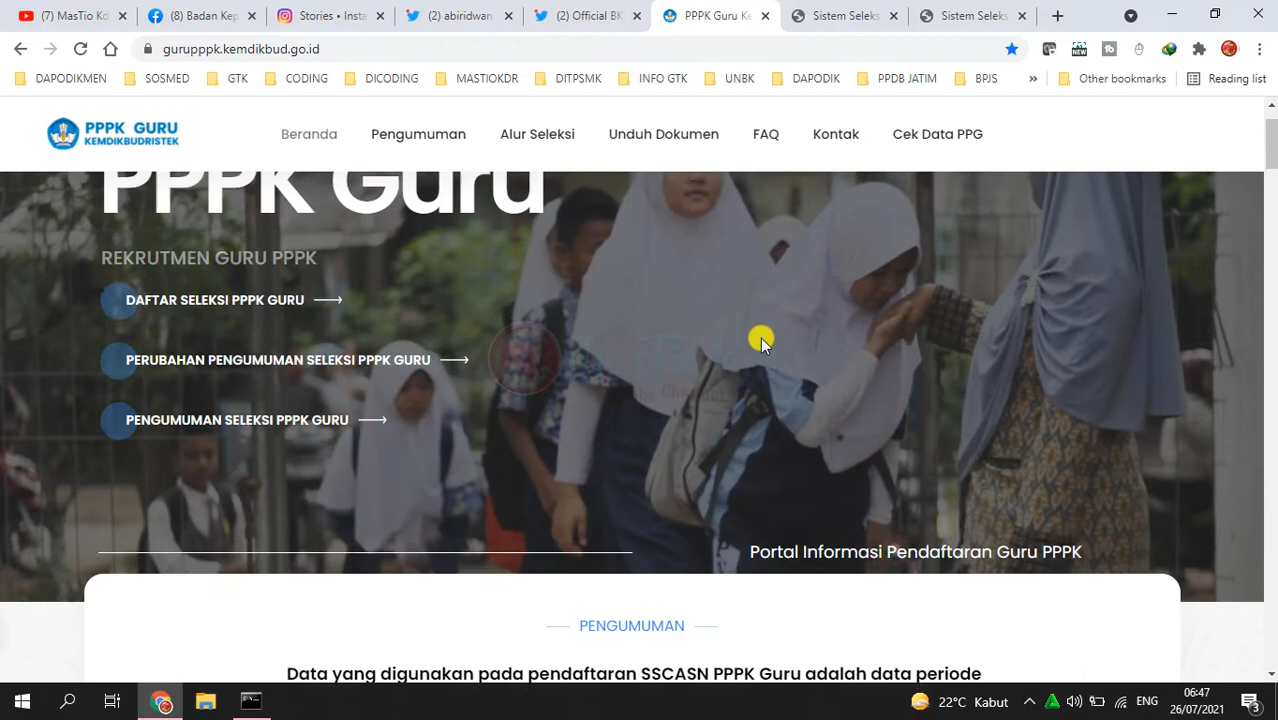 (7) MasTio Kd
(8) Badan Kep
Stories • Insta
(2) abiridwan
(2) Official BK
PPPK Guru Ke
Sistem Seleks
Sistem Seleks
gurupppk.kemdikbud.go.id
DAPODIKMEN
SOSMED
GTK
CODING
DICODING
MASTIOKDR
DITPSMK
INFO GTK
UNBK
DAPODIK
PPDB JATIM
BPJS
»
Other bookmarks
Reading list
PPPK GURU
KEMDIKBUDRISTEK
Beranda
Pengumuman
Alur Seleksi
Unduh Dokumen
FAQ
Kontak
Cek Data PPG
PPPK Guru
REKRUTMEN GURU PPPK
DAFTAR SELEKSI PPPK GURU
PERUBAHAN PENGUMUMAN SELEKSI PPPK GURU
PENGUMUMAN SELEKSI PPPK GURU
Portal Informasi Pendaftaran Guru PPPK
PENGUMUMAN
Data yang digunakan pada pendaftaran SSCASN PPPK Guru adalah data periode
22°C Kabut
ENG
06:47
26/07/2021
3